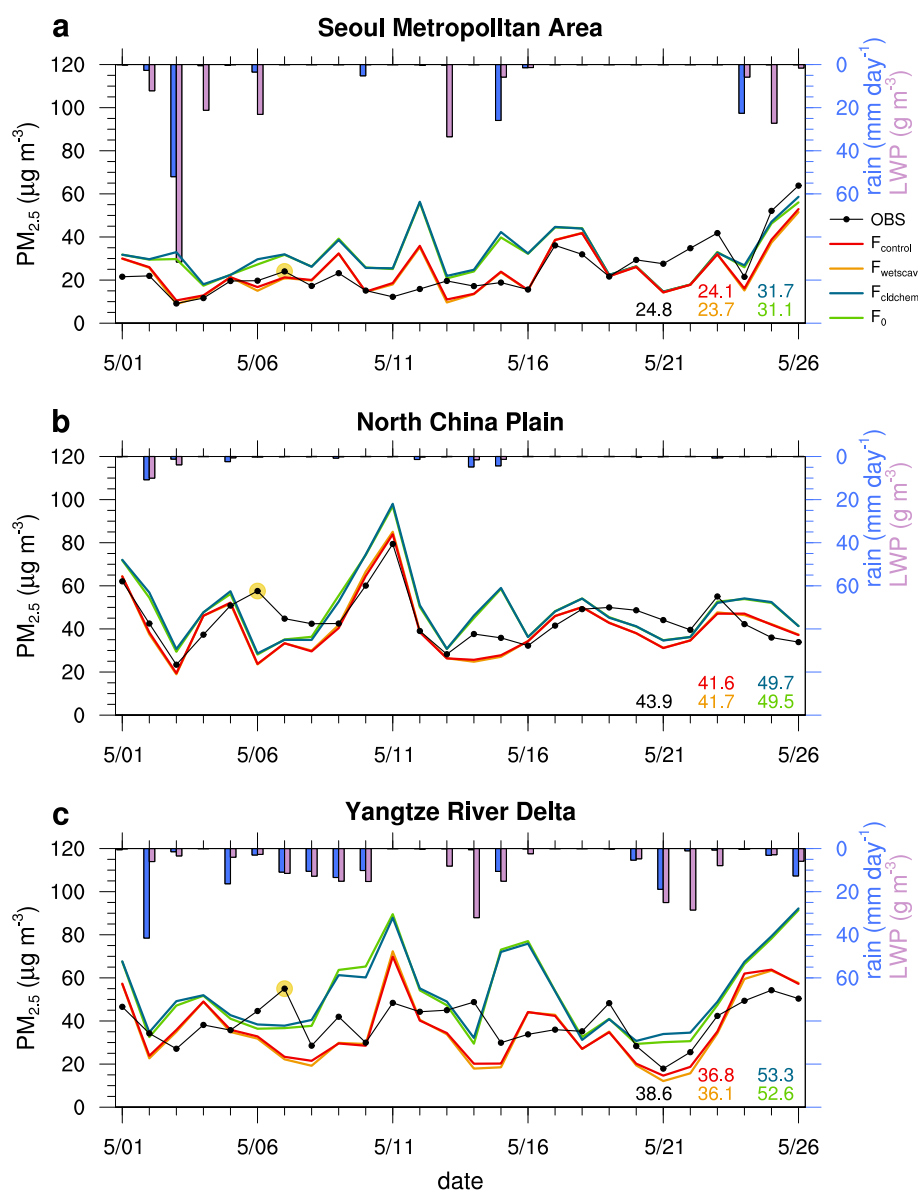 a Seoul Metropolitan Area
120 0
100 20
80 40
60 60
40
20
0
PM2.5 (µg m-3)
rain (mm day-1)
LWP (g m-3)
OBS
Fcontrol
Fwetscav
Fcldchem
F0
24.1 31.7
24.8 23.7 31.1
5/01 5/06 5/11 5/16 5/21 5/26
b North China Plain
120 0
100 20
80 40
60 60
40
20
0
PM2.5 (µg m-3)
rain (mm day-1)
LWP (g m-3)
41.6 49.7
43.9 41.7 49.5
5/01 5/06 5/11 5/16 5/21 5/26
c Yangtze River Delta
120 0
100 20
80 40
60 60
40
20
0
PM2.5 (µg m-3)
rain (mm day-1)
LWP (g m-3)
36.8 53.3
38.6 36.1 52.6
5/01 5/06 5/11 5/16 5/21 5/26
date